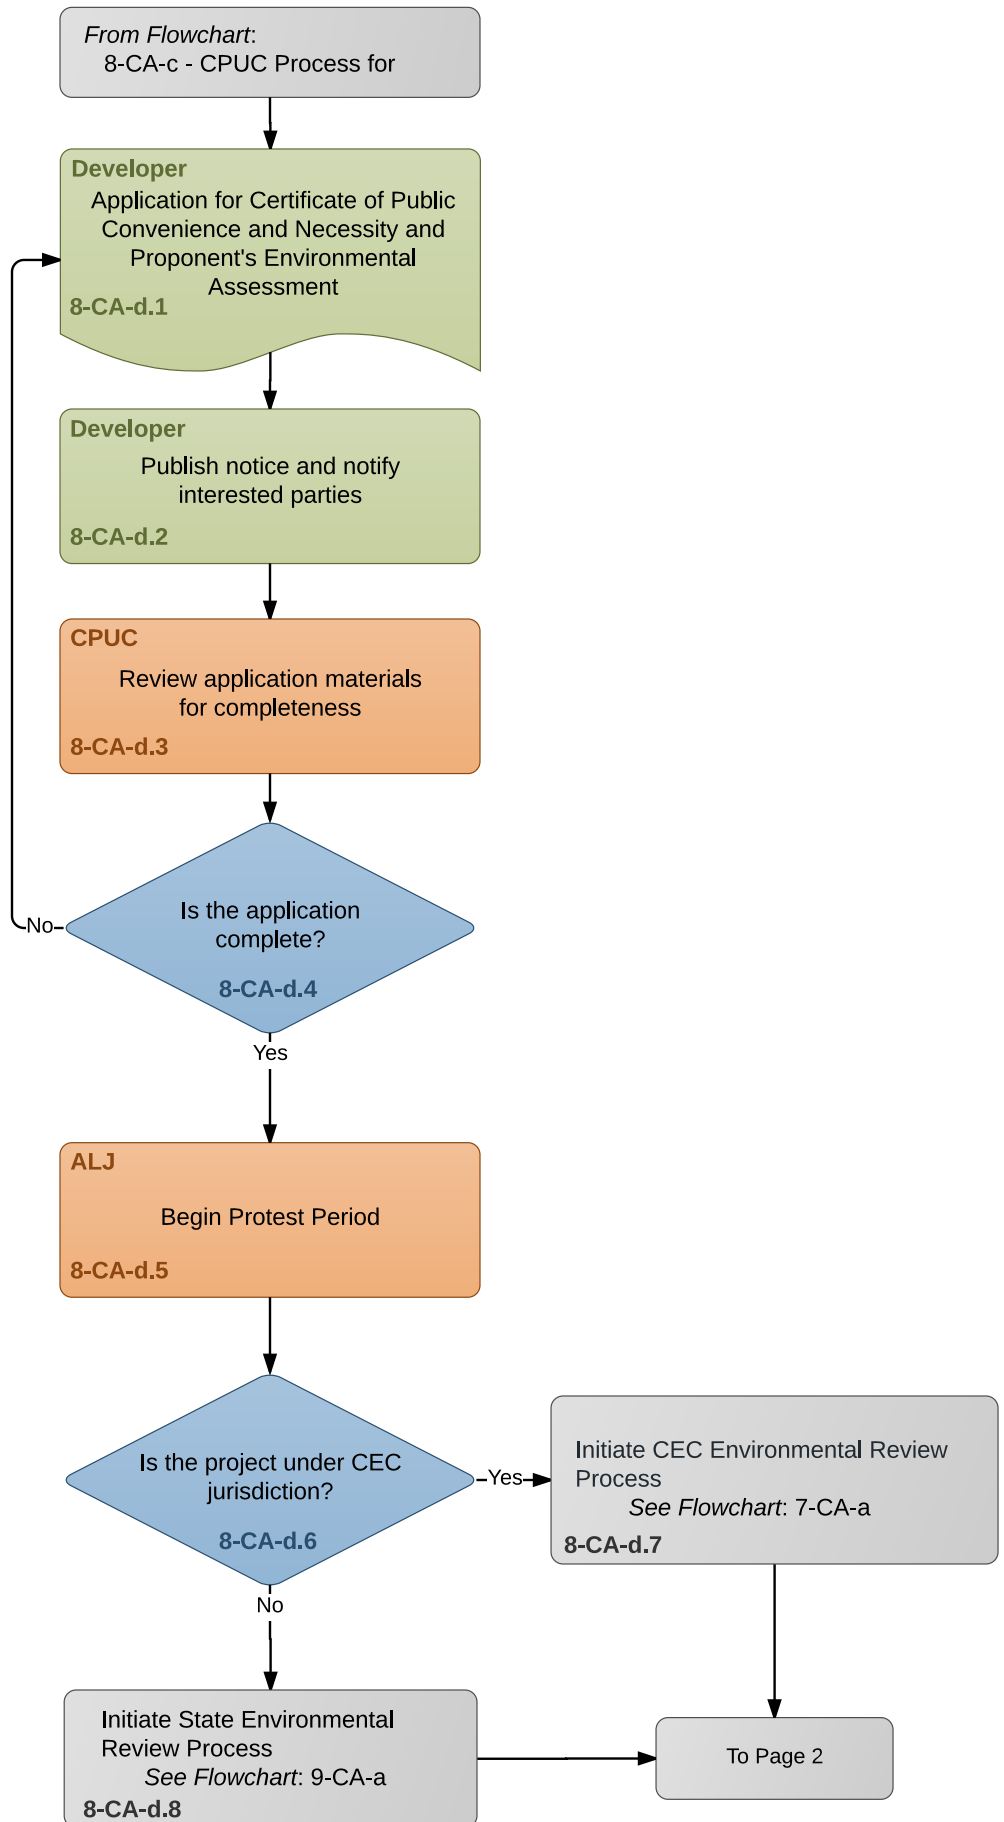 From Flowchart:
8-CA-c - CPUC Process for
Developer
Application for Certificate of Public
Convenience and Necessity and
Proponent's Environmental
Assessment
8-CA-d.1
Developer
Publish notice and notify
interested parties
8-CA-d.2
CPUC
Review application materials
for completeness
8-CA-d.3
Is the application
complete?
8-CA-d.4
No
Yes
ALJ
Begin Protest Period
8-CA-d.5
Is the project under CEC
jurisdiction?
8-CA-d.6
Yes
Initiate CEC Environmental Review
Process
See Flowchart: 7-CA-a
8-CA-d.7
No
Initiate State Environmental
Review Process
See Flowchart: 9-CA-a
8-CA-d.8
To Page 2